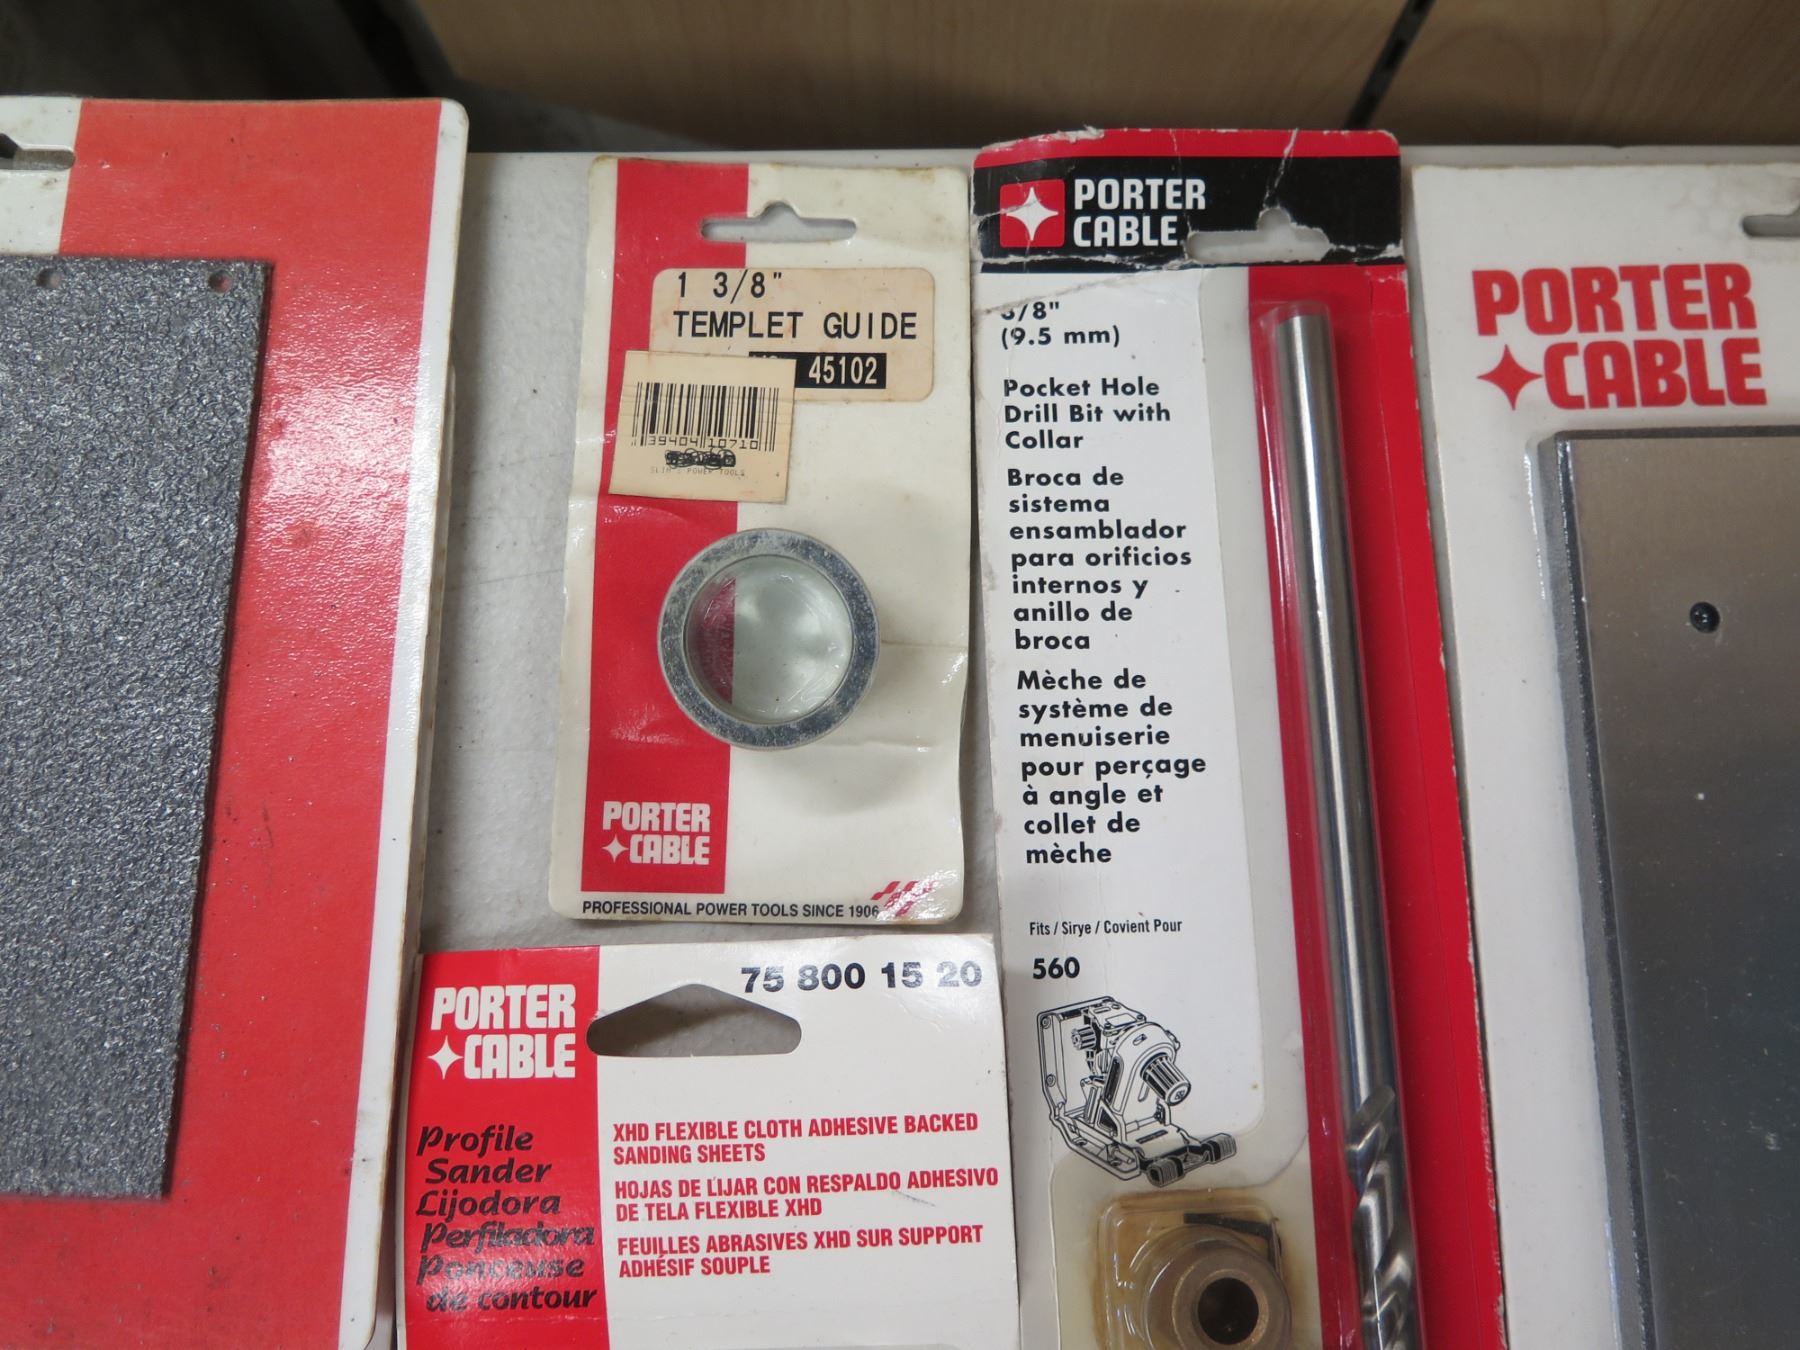 1 3/8"
TEMPLET GUIDE
45102
39404 10710
POWER TOOLS
PORTER
CABLE
PROFESSIONAL POWER TOOLS SINCE 1906
PORTER
CABLE
75 800 15 20
Profile
Sander
Lijodora
Perfiladora
Ponceuse
de contour
XHD FLEXIBLE CLOTH ADHESIVE BACKED
SANDING SHEETS
HOJAS DE LIJAR CON RESPALDO ADHESIVO
DE TELA FLEXIBLE XHD
FEUILLES ABRASIVES XHD SUR SUPPORT
ADHÉSIF SOUPLE
PORTER
CABLE
3/8"
(9.5 mm)
Pocket Hole
Drill Bit with
Collar
Broca de
sistema
ensamblador
para orificios
internos y
anillo de
broca
Mèche de
système de
menuiserie
pour perçage
à angle et
collet de
mèche
Fits / Sirye / Covient Pour
560
PORTER
CABLE